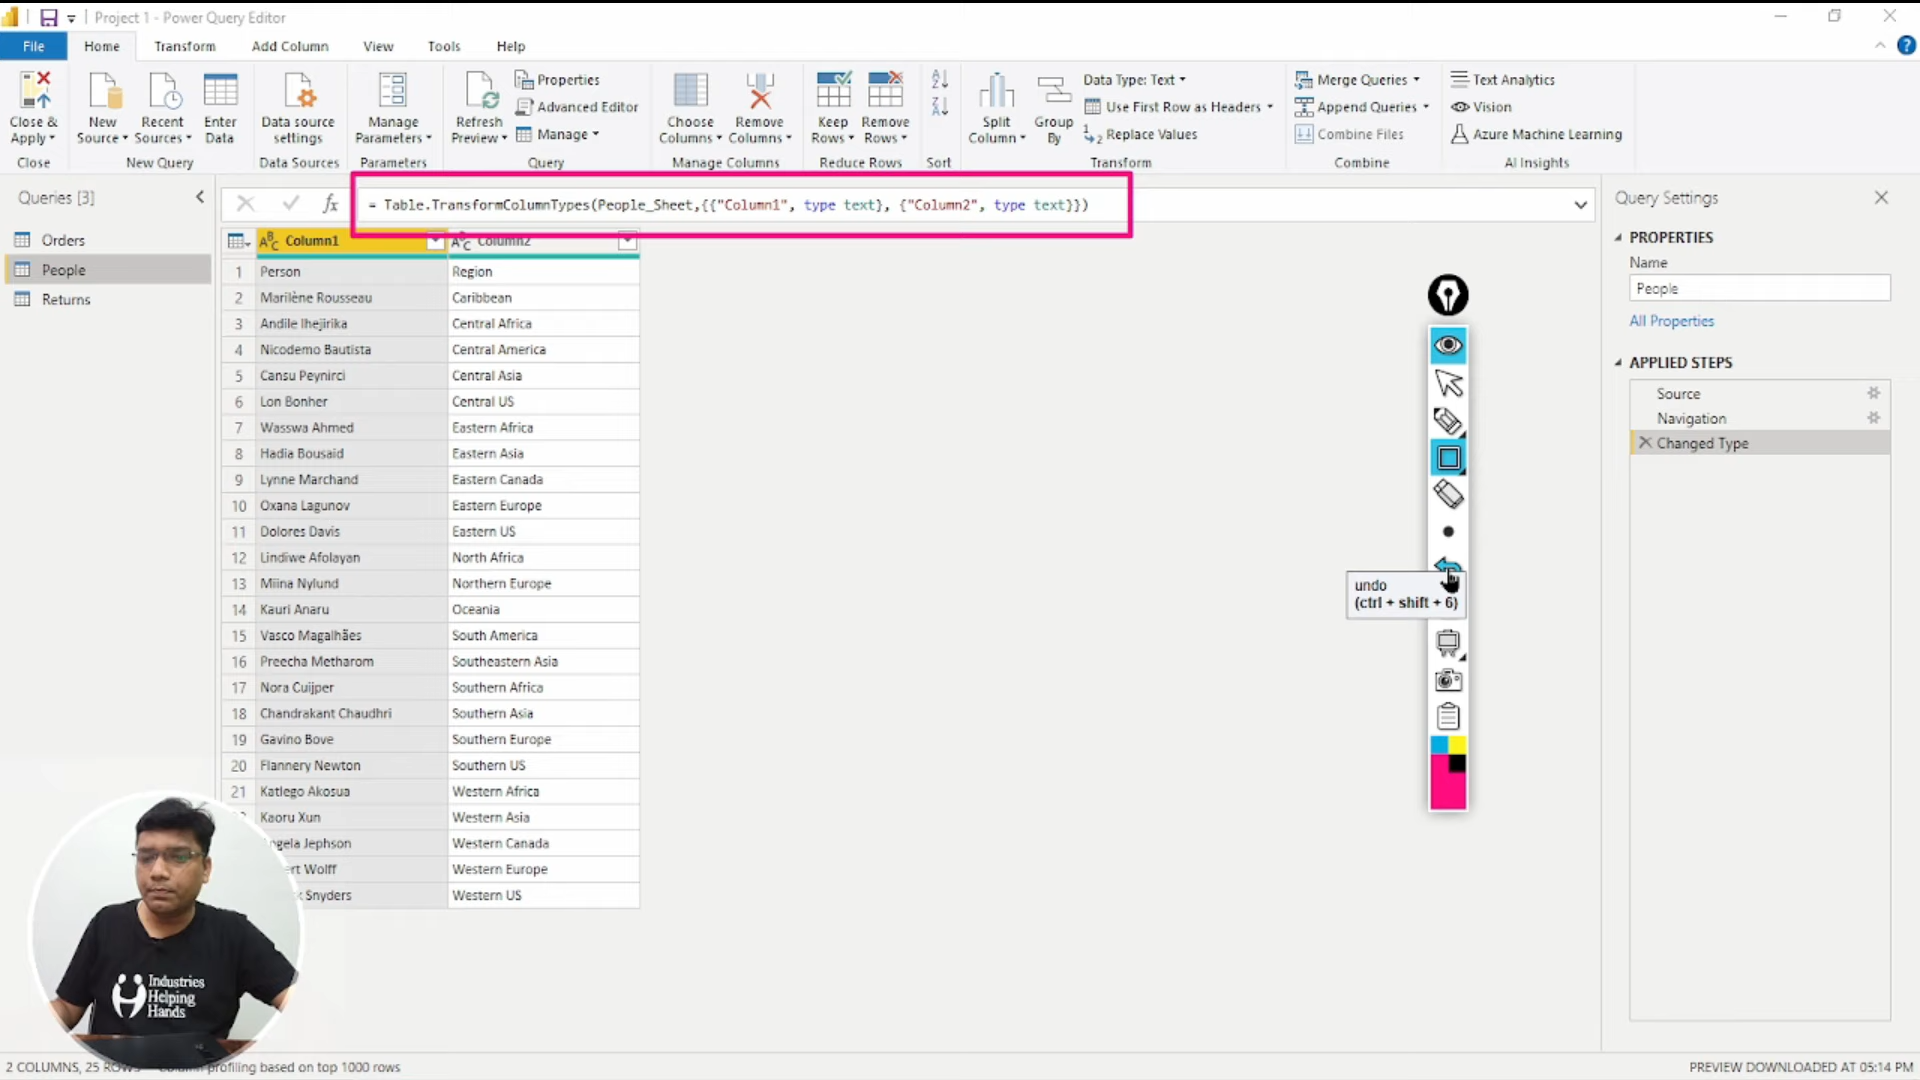 Project 1 - Power Query Editor
File
Home
Transform
Add Column
View
Tools
Help
Close & Apply
New Source
Recent Sources
Enter Data
Data source settings
Manage Parameters
Refresh Preview
Properties
Advanced Editor
Manage
Choose Columns
Remove Columns
Keep Rows
Remove Rows
Split Column
Group By
Data Type: Text
Use First Row as Headers
Replace Values
Merge Queries
Append Queries
Combine Files
Text Analytics
Vision
Azure Machine Learning
Close
New Query
Data Sources
Parameters
Query
Manage Columns
Reduce Rows
Sort
Transform
Combine
AI Insights
Queries [3]
Orders
People
Returns
fx
= Table.TransformColumnTypes(People_Sheet,{{"Column1", type text}, {"Column2", type text}})
Column1 Column2
1 Person Region
2 Marilène Rousseau Caribbean
3 Andile Ihejirika Central Africa
4 Nicodemo Bautista Central America
5 Cansu Peynirci Central Asia
6 Lon Bonher Central US
7 Wasswa Ahmed Eastern Africa
8 Hadia Bousaid Eastern Asia
9 Lynne Marchand Eastern Canada
10 Oxana Lagunov Eastern Europe
11 Dolores Davis Eastern US
12 Lindiwe Afolayan North Africa
13 Miina Nylund Northern Europe
14 Kauri Anaru Oceania
15 Vasco Magalhães South America
16 Preecha Metharom Southeastern Asia
17 Nora Cuijper Southern Africa
18 Chandrakant Chaudhri Southern Asia
19 Gavino Bove Southern Europe
20 Flannery Newton Southern US
21 Katlego Akosua Western Africa
Kaoru Xun Western Asia
Jephson Western Canada
Wolff Western Europe
Snyders Western US
undo
(ctrl + shift + 6)
Query Settings
PROPERTIES
Name
People
All Properties
APPLIED STEPS
Source
Navigation
Changed Type
Industries
Helping
Hands
2 COLUMNS, 25 ROWS
profiling based on top 1000 rows
PREVIEW DOWNLOADED AT 05:14 PM